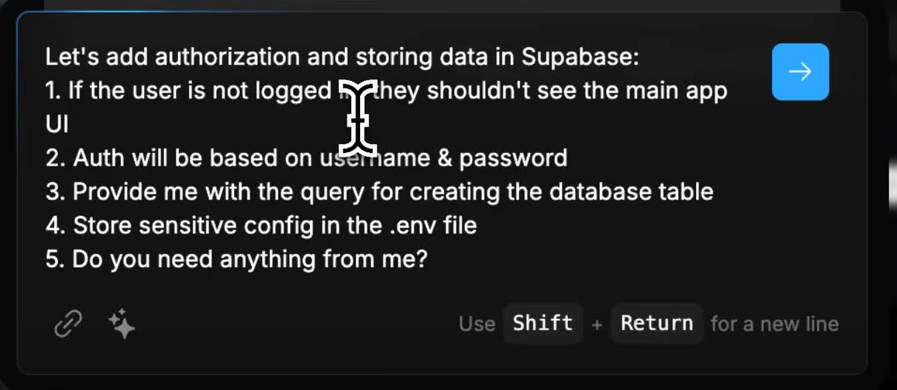 Let's add authorization and storing data in Supabase:
1. If the user is not logged they shouldn't see the main app
UI
2. Auth will be based on username & password
3. Provide me with the query for creating the database table
4. Store sensitive config in the .env file
5. Do you need anything from me?
Use Shift + Return for a new line